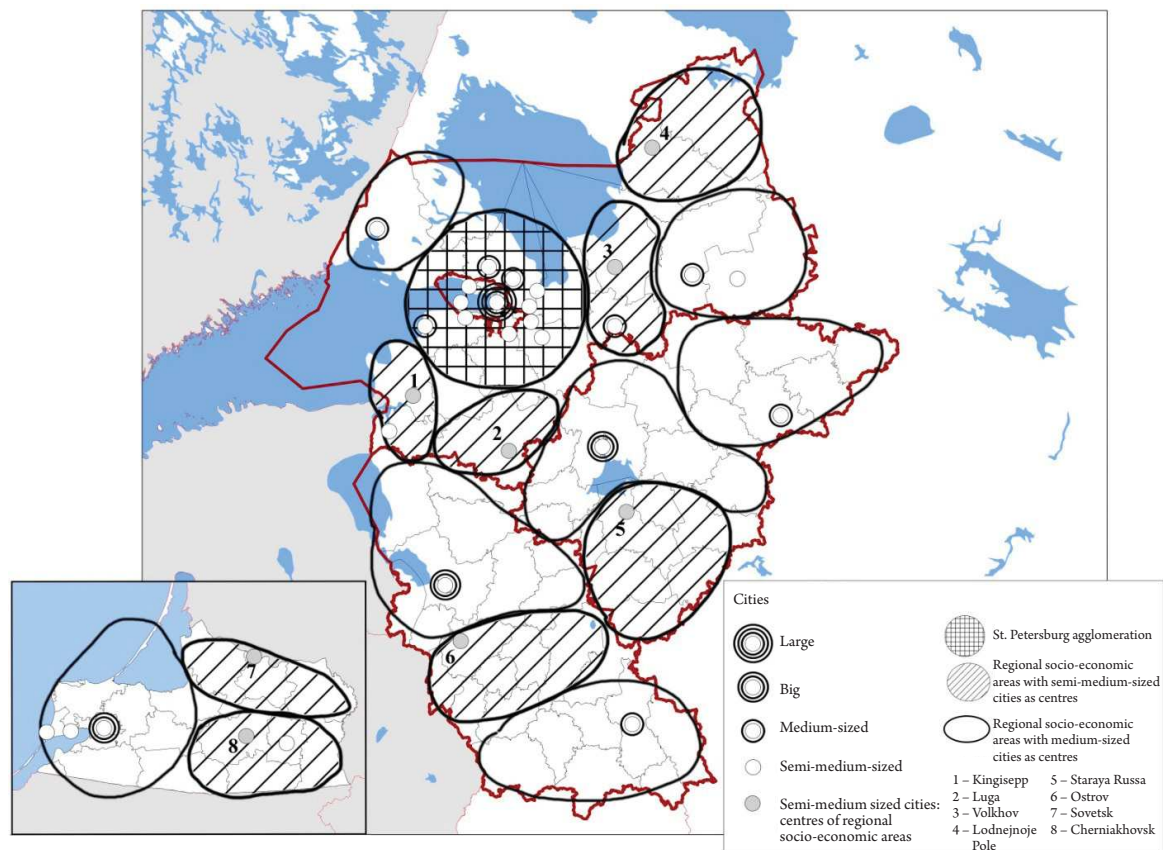 4
3
1
2
5
6
7
8
Cities
Large
Big
Medium-sized
Semi-medium-sized
Semi-medium sized cities:
centres of regional
socio-economic areas
St. Petersburg agglomeration
Regional socio-economic
areas with semi-medium-sized
cities as centres
Regional socio-economic
areas with medium-sized
cities as centres
1 – Kingisepp
2 – Luga
3 – Volkhov
4 – Lodnejnoje
Pole
5 – Staraya Russa
6 – Ostrov
7 – Sovetsk
8 – Cherniakhovsk